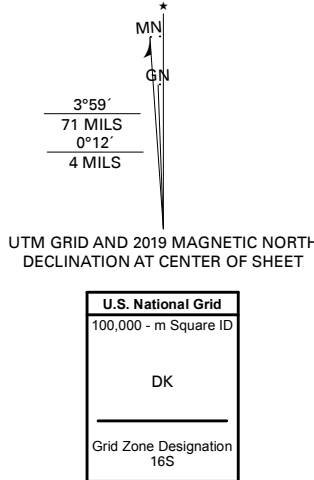 MN
GN
3°59´
71 MILS
0°12´
4 MILS
UTM GRID AND 2019 MAGNETIC NORTH
DECLINATION AT CENTER OF SHEET
U.S. National Grid
100,000 - m Square ID
DK
Grid Zone Designation
16S